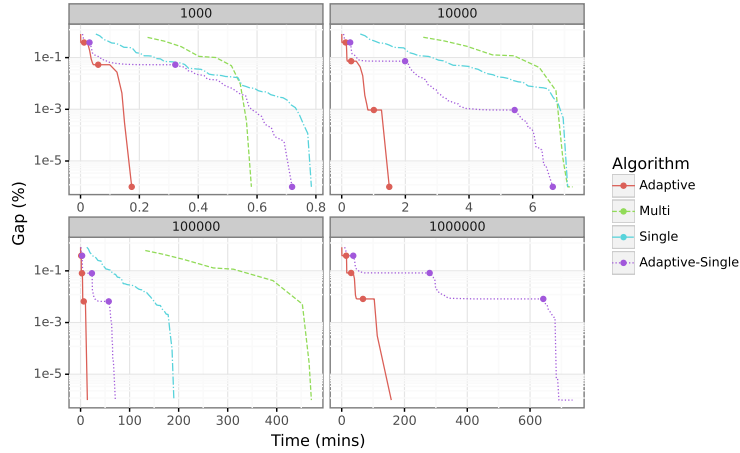 1000
10000
1e-1
1e-3
1e-5
0
0.2
0.4
0.6
0.8
0
2
4
6
Gap (%)
100000
1000000
1e-1
1e-3
1e-5
0
100
200
300
400
0
200
400
600
Time (mins)
Algorithm
Adaptive
Multi
Single
Adaptive-Single